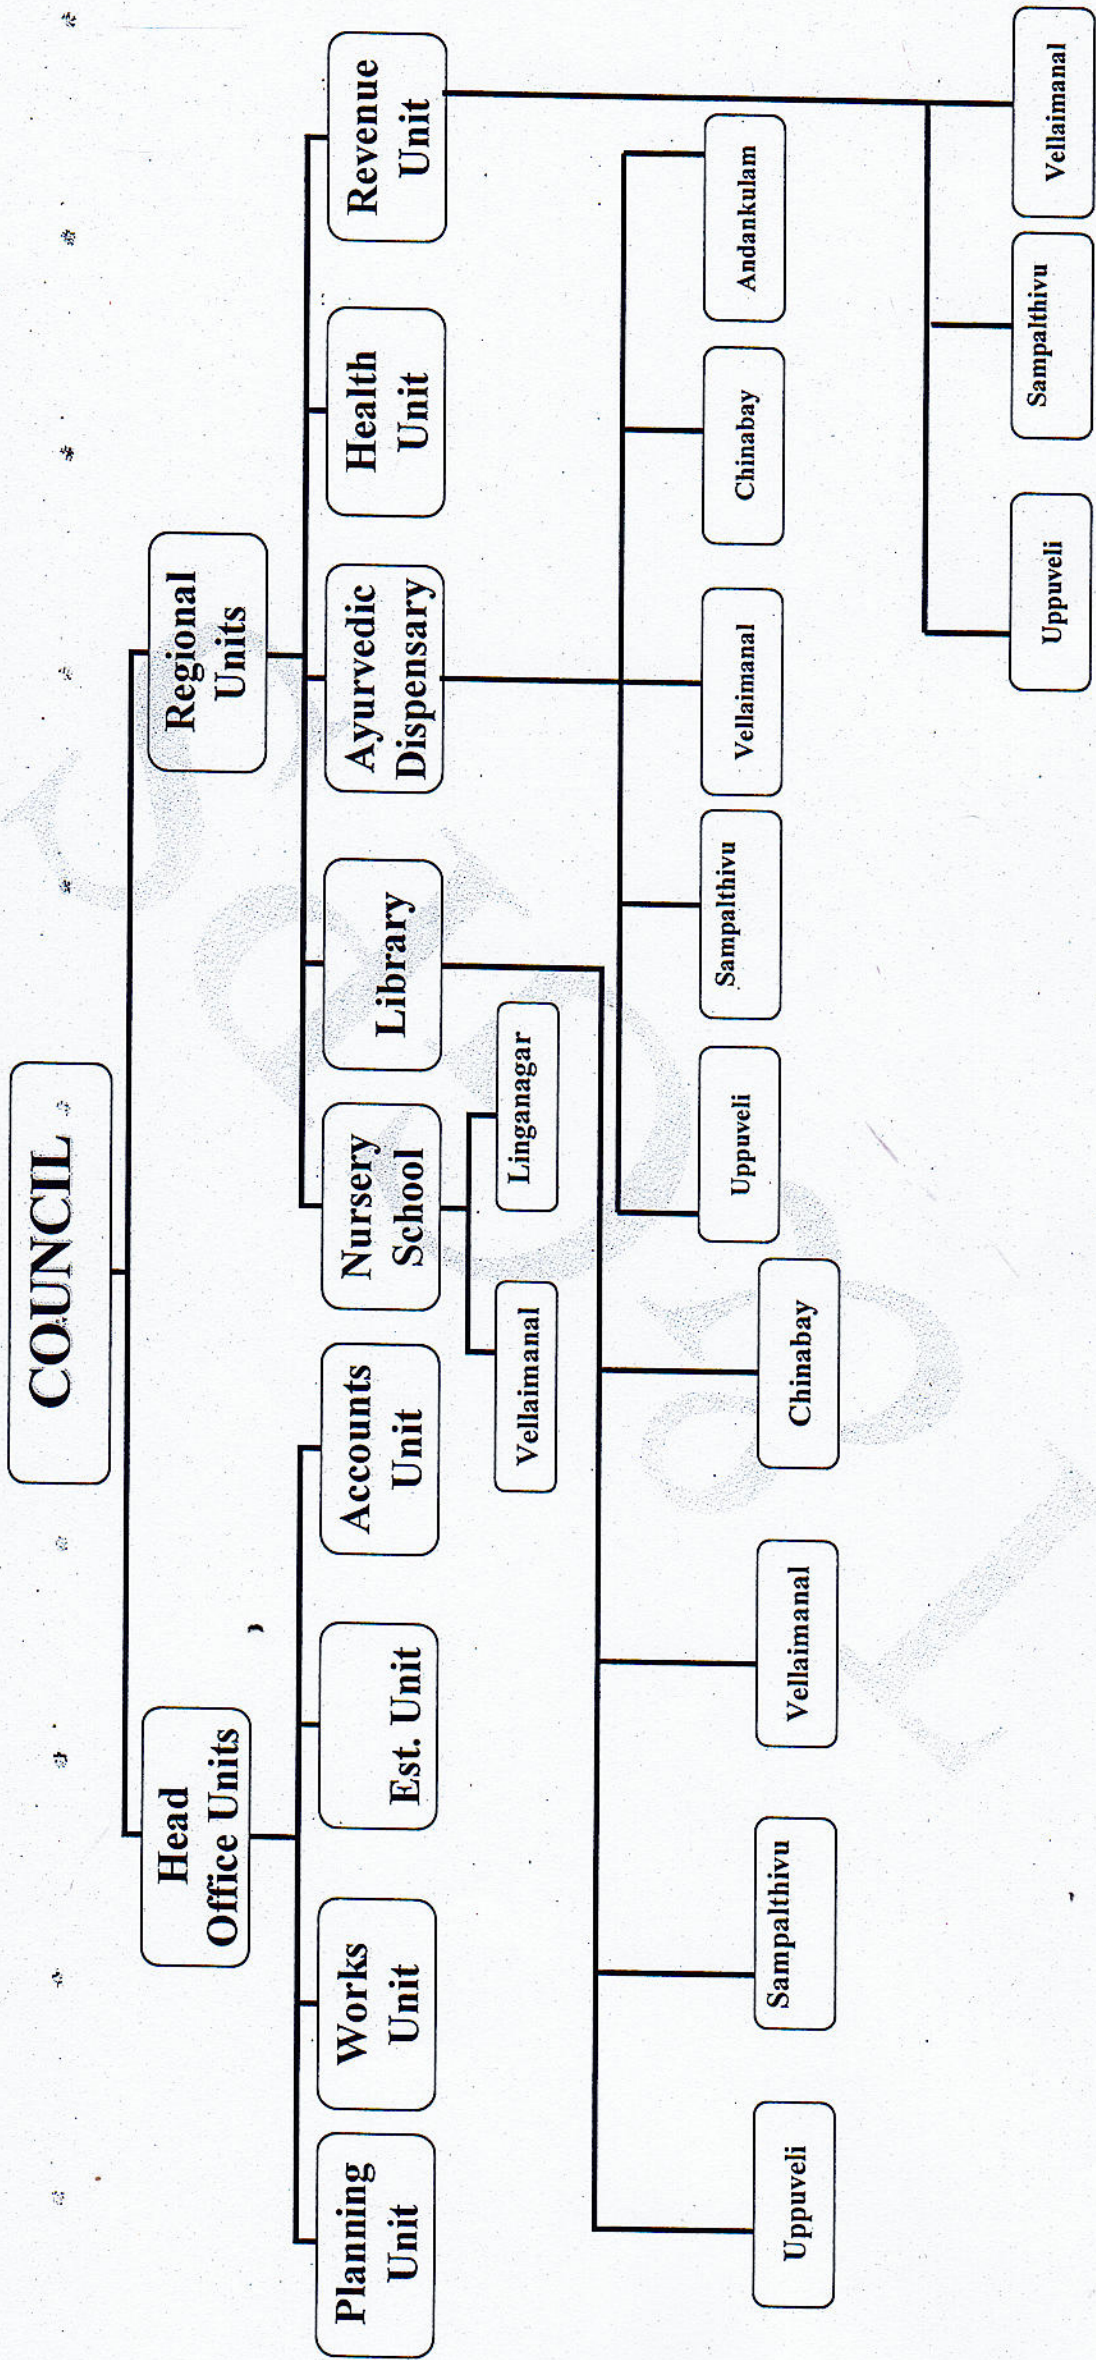 COUNCIL
Head
Office Units
Regional
Units
Planning
Unit
Works
Unit
Est. Unit
Accounts
Unit
Nursery
School
Library
Ayurvedic
Dispensary
Health
Unit
Revenue
Unit
Vellaimanal
Linganagar
Uppuveli
Sampalthivu
Vellaimanal
Chinabay
Uppuveli
Sampalthivu
Vellaimanal
Chinabay
Andankulam
Uppuveli
Sampalthivu
Vellaimanal